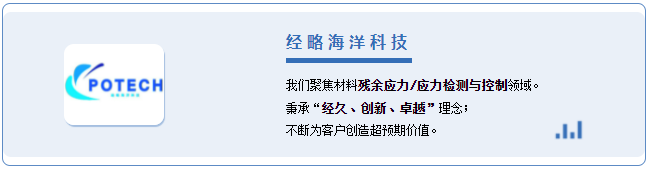 POTECH
经略海洋科技
我们聚焦材料残余应力/应力检测与控制领域。
秉承“经久、创新、卓越”理念；
不断为客户创造超预期价值。